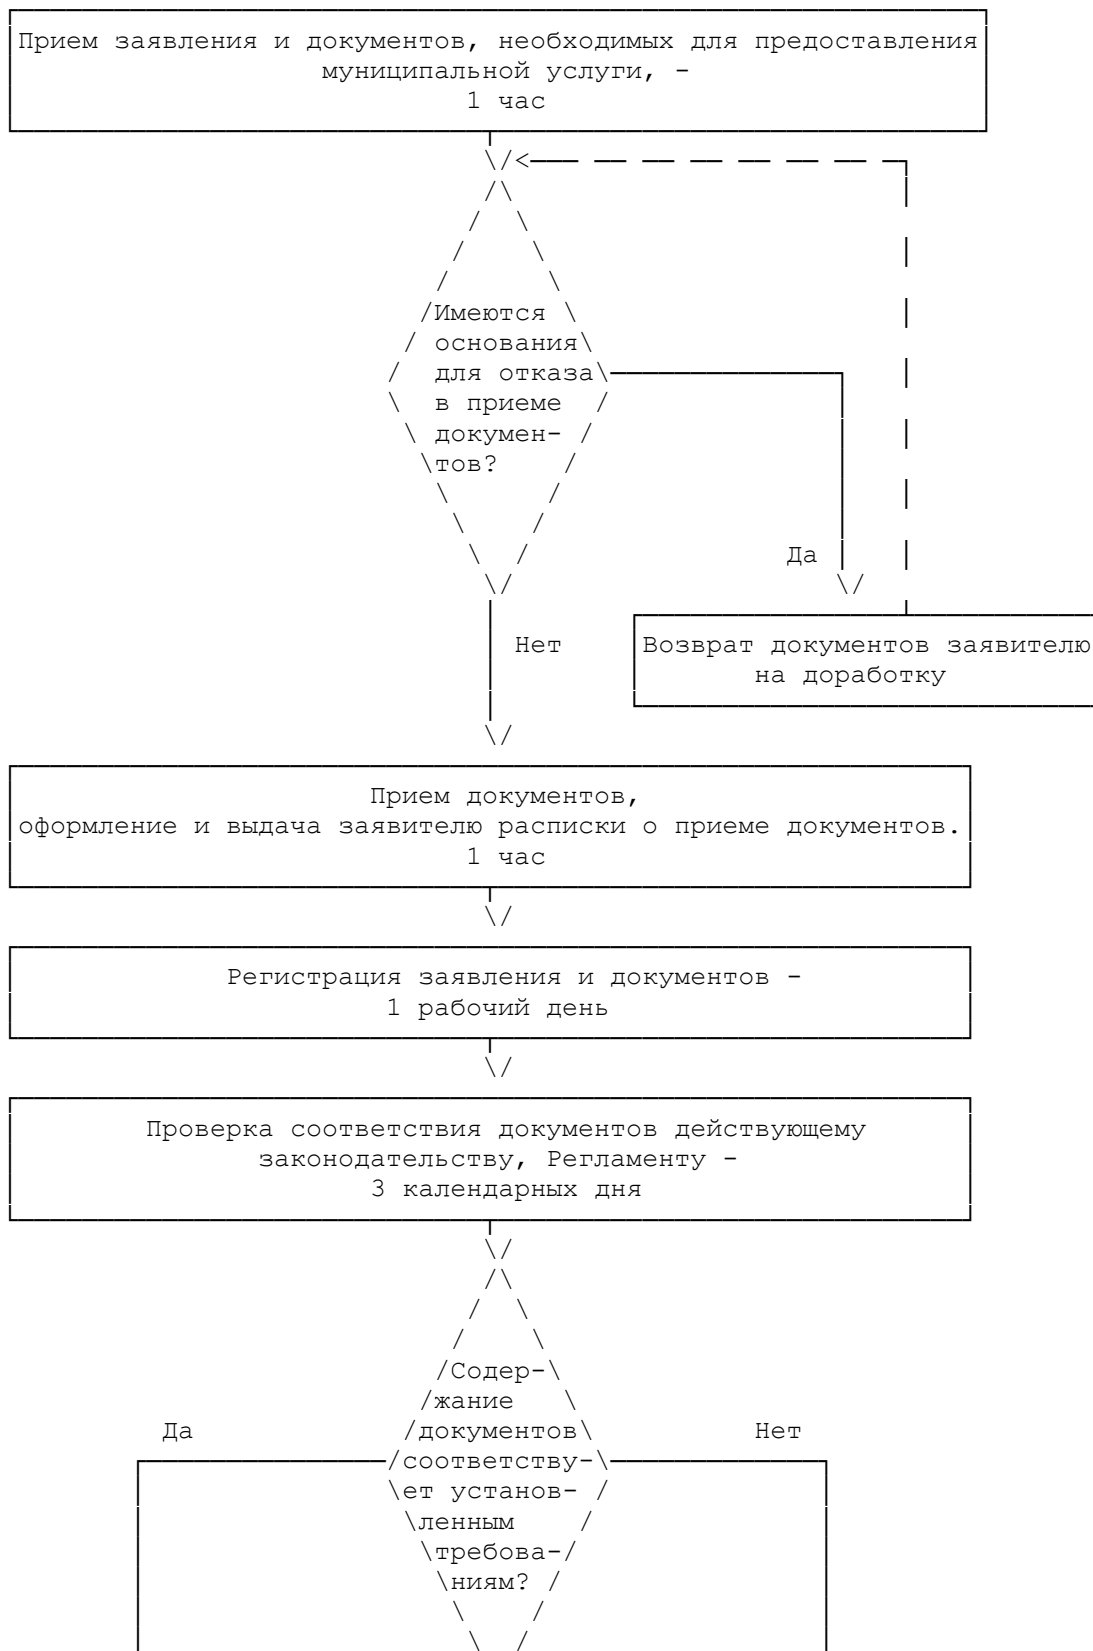 Прием заявления и документов, необходимых для предоставления
муниципальной услуги, -
1 час
Имеются
основания
для отказа
в приеме
докумен-
тов?
Да
Нет
Возврат документов заявителю
на доработку
Прием документов,
оформление и выдача заявителю расписки о приеме документов.
1 час
Регистрация заявления и документов -
1 рабочий день
Проверка соответствия документов действующему
законодательству, Регламенту -
3 календарных дня
Содер-
жание
Да
документов
Нет
соответству-
ет установ-
ленным
требова-
ниям?